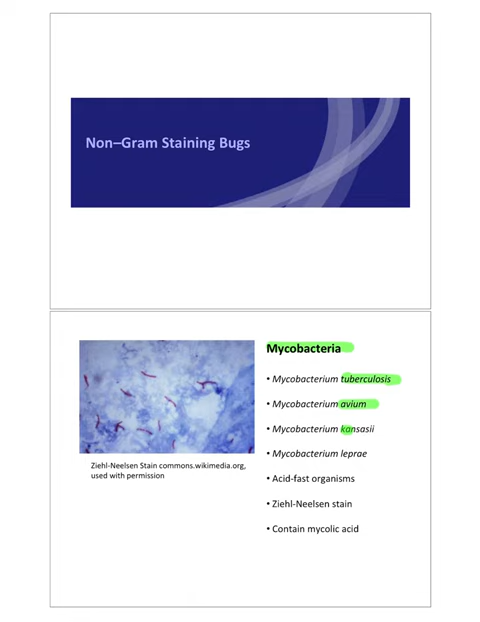 Non–Gram Staining Bugs
Mycobacteria
• Mycobacterium tuberculosis
• Mycobacterium avium
• Mycobacterium kansasii
• Mycobacterium leprae
• Acid-fast organisms
• Ziehl-Neelsen stain
• Contain mycolic acid
Ziehl-Neelsen Stain commons.wikimedia.org,
used with permission